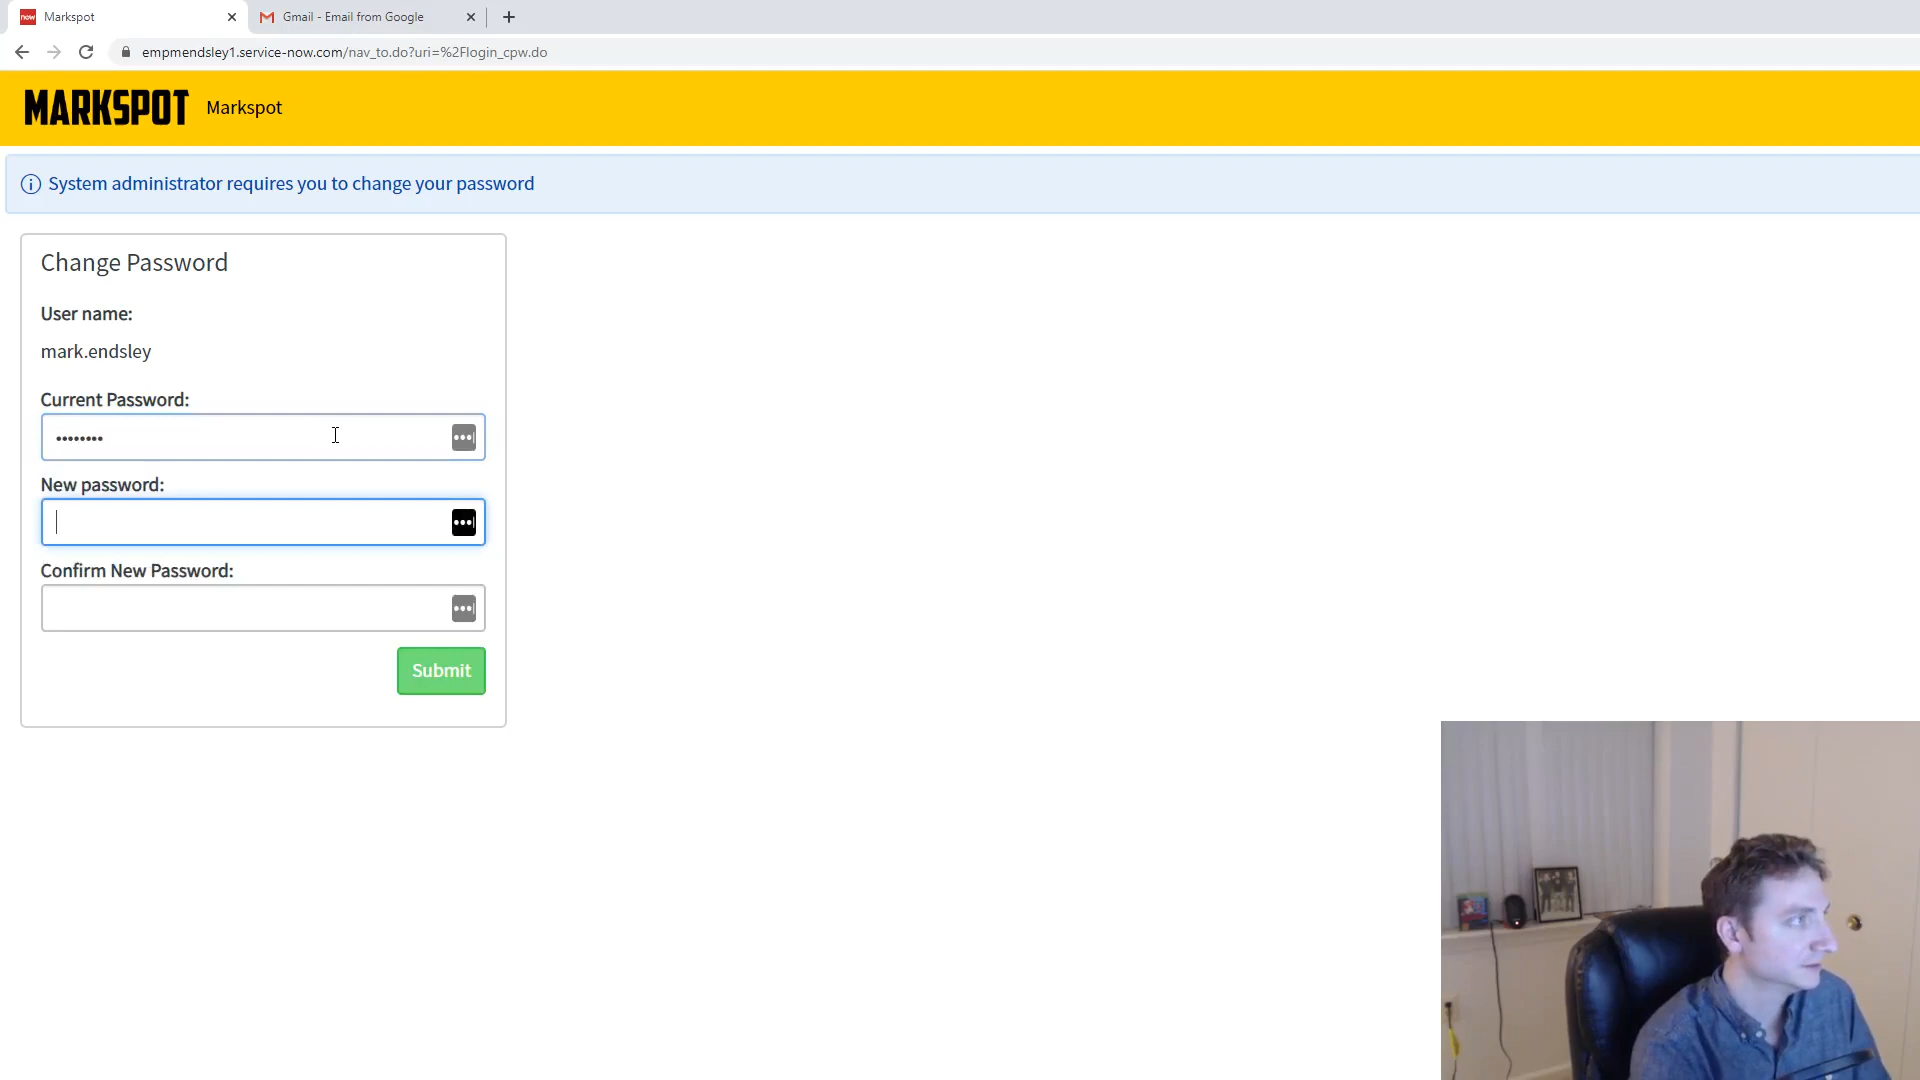 now Markspot
Gmail - Email from Google
empmendsley1.service-now.com/nav_to.do?uri=%2Flogin_cpw.do
MARKSPOT Markspot
System administrator requires you to change your password
Change Password
User name:
mark.endsley
Current Password:
••••••••
New password:
Confirm New Password:
Submit